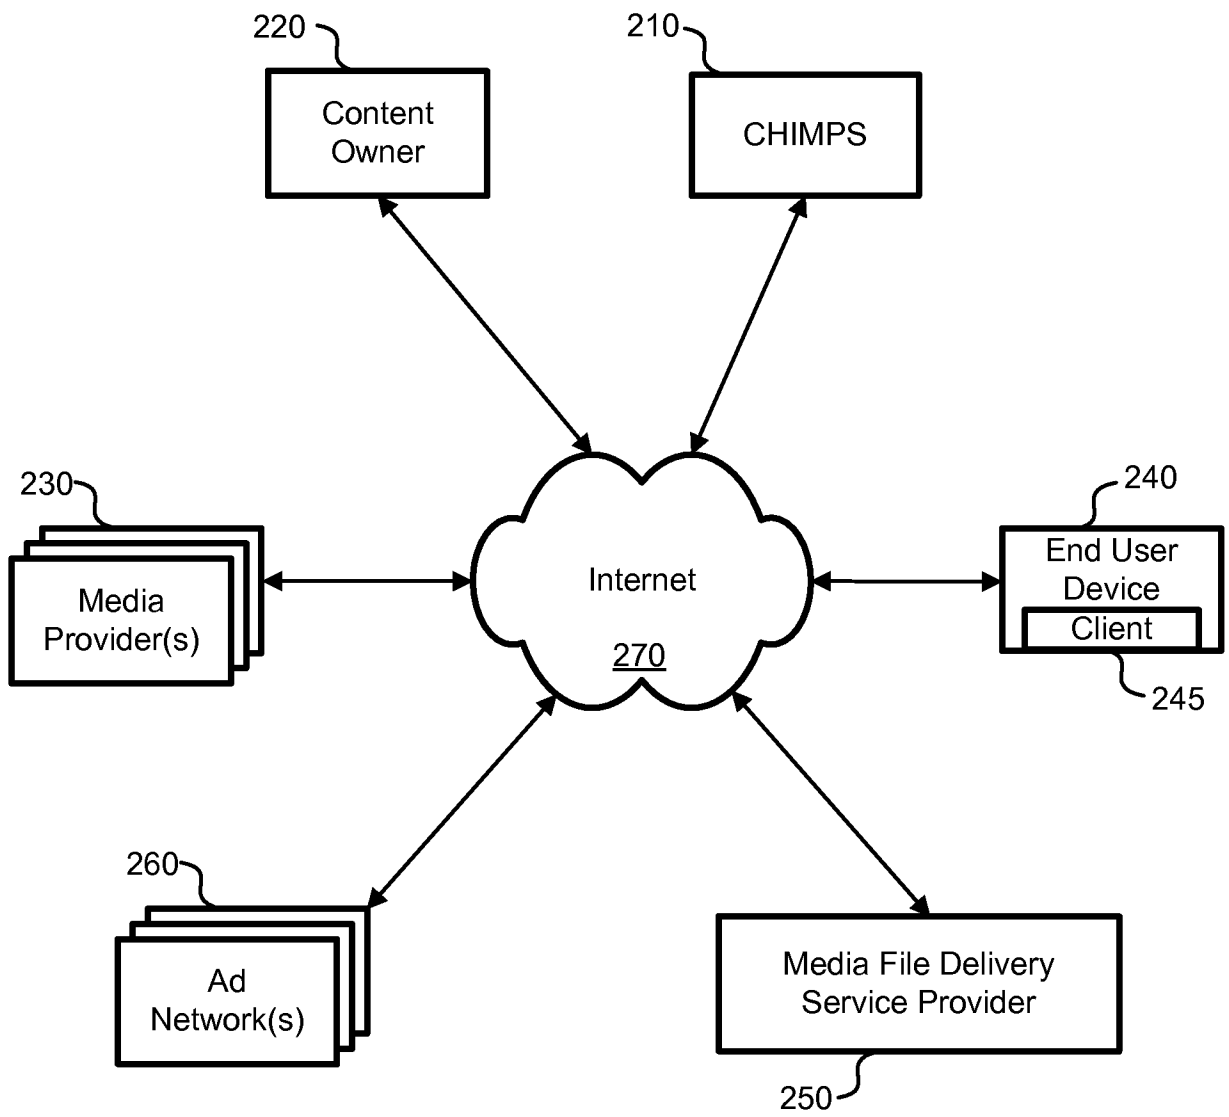 220
210
Content
Owner
CHIMPS
230
240
Media
Provider(s)
Internet
270
End User
Device
Client
245
260
Ad
Network(s)
Media File Delivery
Service Provider
250